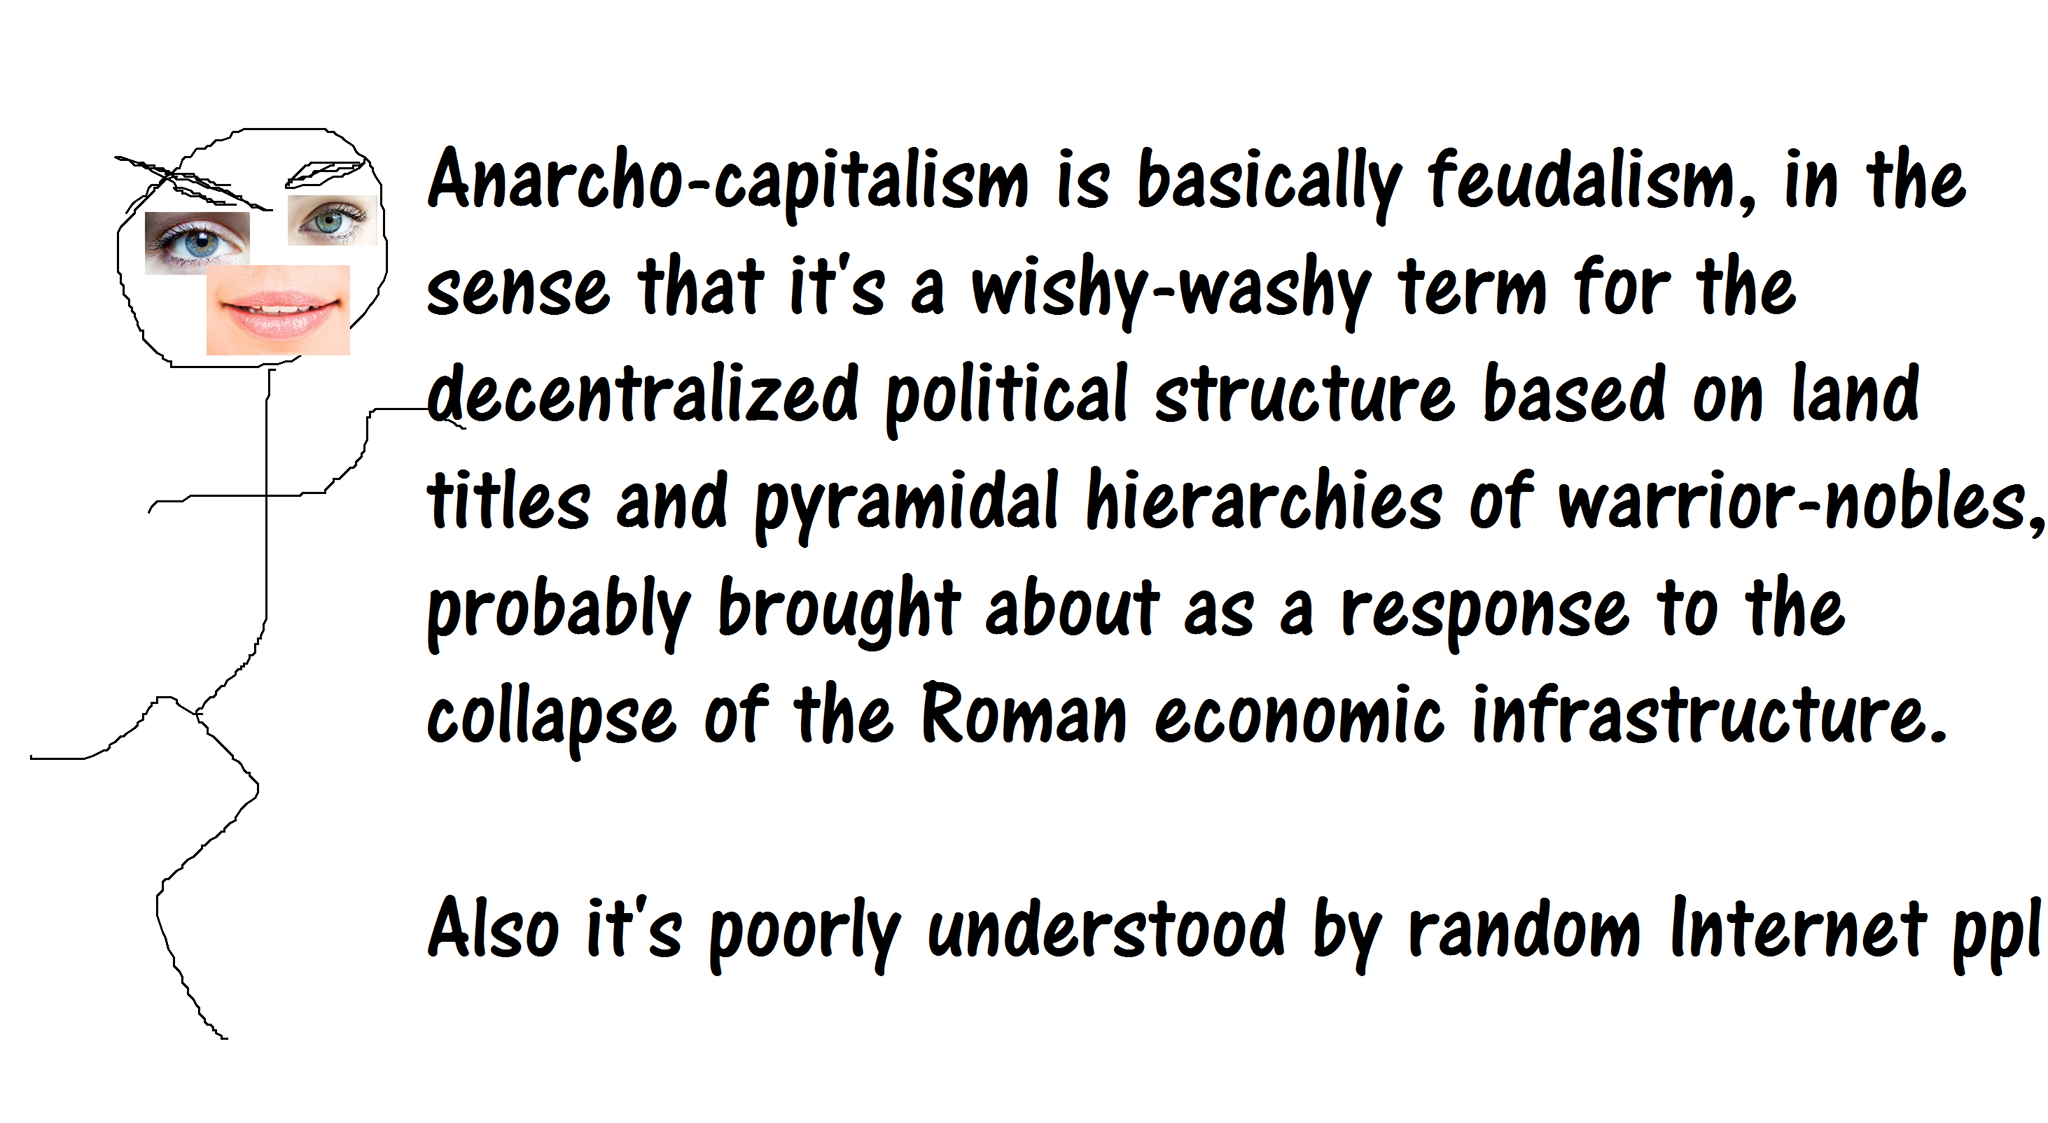 Anarcho-capitalism is basically feudalism, in the
sense that it's a wishy-washy term for the
decentralized political structure based on land
titles and pyramidal hierarchies of warrior-nobles,
probably brought about as a response to the
collapse of the Roman economic infrastructure.
Also it's poorly understood by random Internet ppl